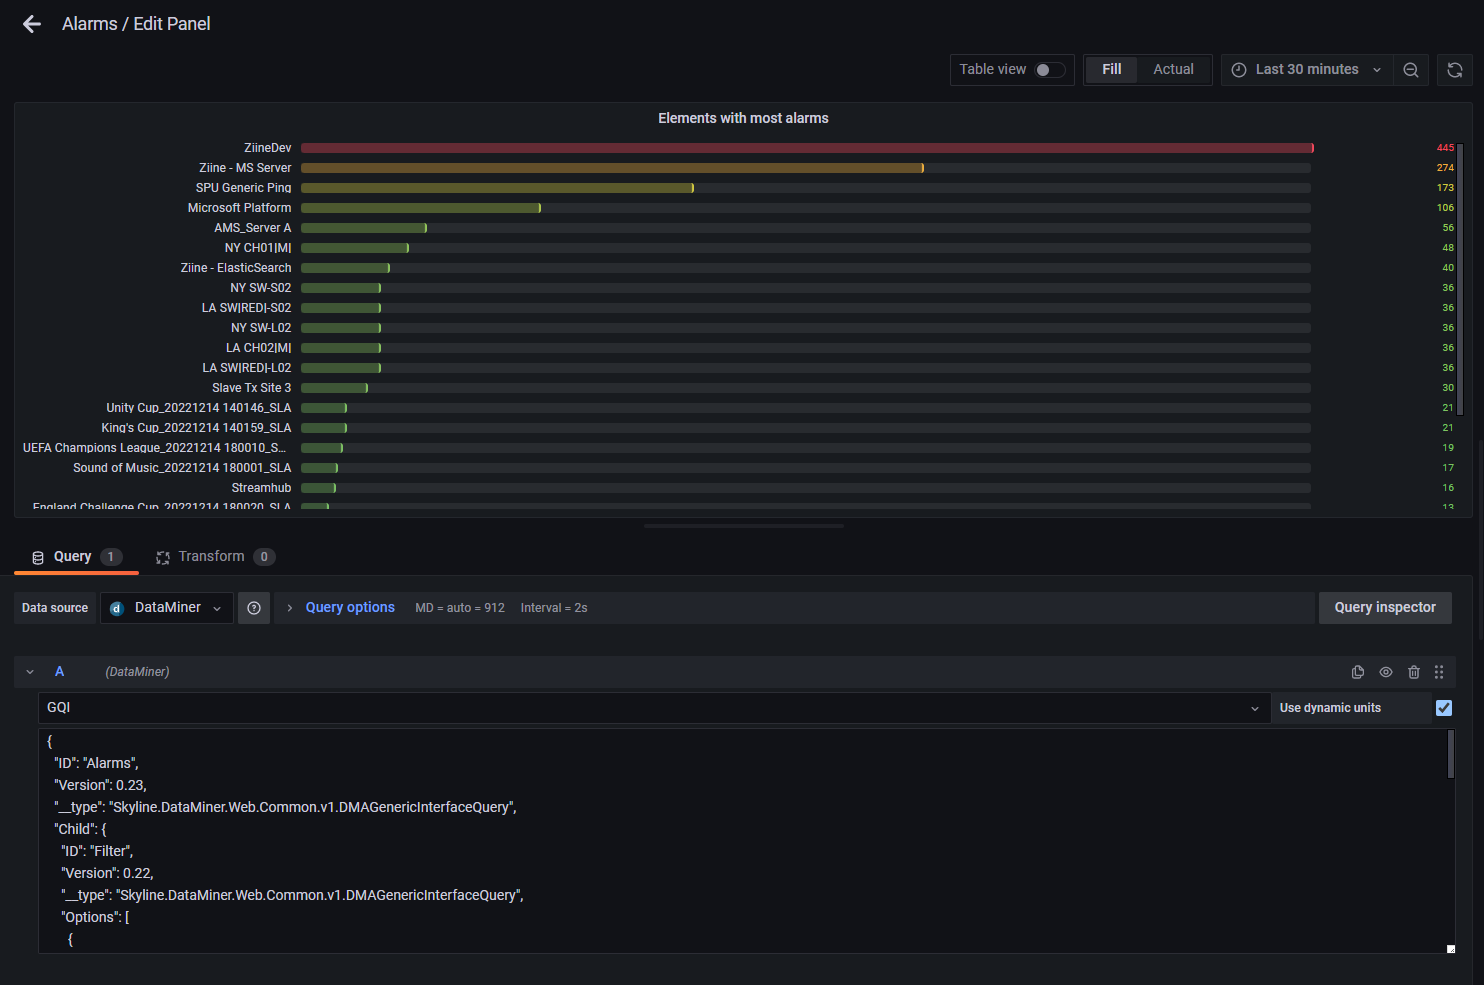 Alarms / Edit Panel
Table view Fill Actual Last 30 minutes
Elements with most alarms
ZiineDev 445
Ziine - MS Server 274
SPU Generic Ping 173
Microsoft Platform 106
AMS_Server A 56
NY CH01|M| 48
Ziine - ElasticSearch 40
NY SW-S02 36
LA SW|RED|-S02 36
NY SW-L02 36
LA CH02|M| 36
LA SW|RED|-L02 36
Slave Tx Site 3 30
Unity Cup_20221214 140146_SLA 21
King's Cup_20221214 140159_SLA 21
UEFA Champions League_20221214 180010_S... 19
Sound of Music_20221214 180001_SLA 17
Streamhub 16
England Challenge Cup_20221214 180020_SLA 13
Query 1 Transform 0
Data source d DataMiner Query options MD = auto = 912 Interval = 2s Query inspector
A (DataMiner)
GQI Use dynamic units
{
"ID": "Alarms",
"Version": 0.23,
"__type": "Skyline.DataMiner.Web.Common.v1.DMAGenericInterfaceQuery",
"Child": {
"ID": "Filter",
"Version": 0.22,
"__type": "Skyline.DataMiner.Web.Common.v1.DMAGenericInterfaceQuery",
"Options": [
{